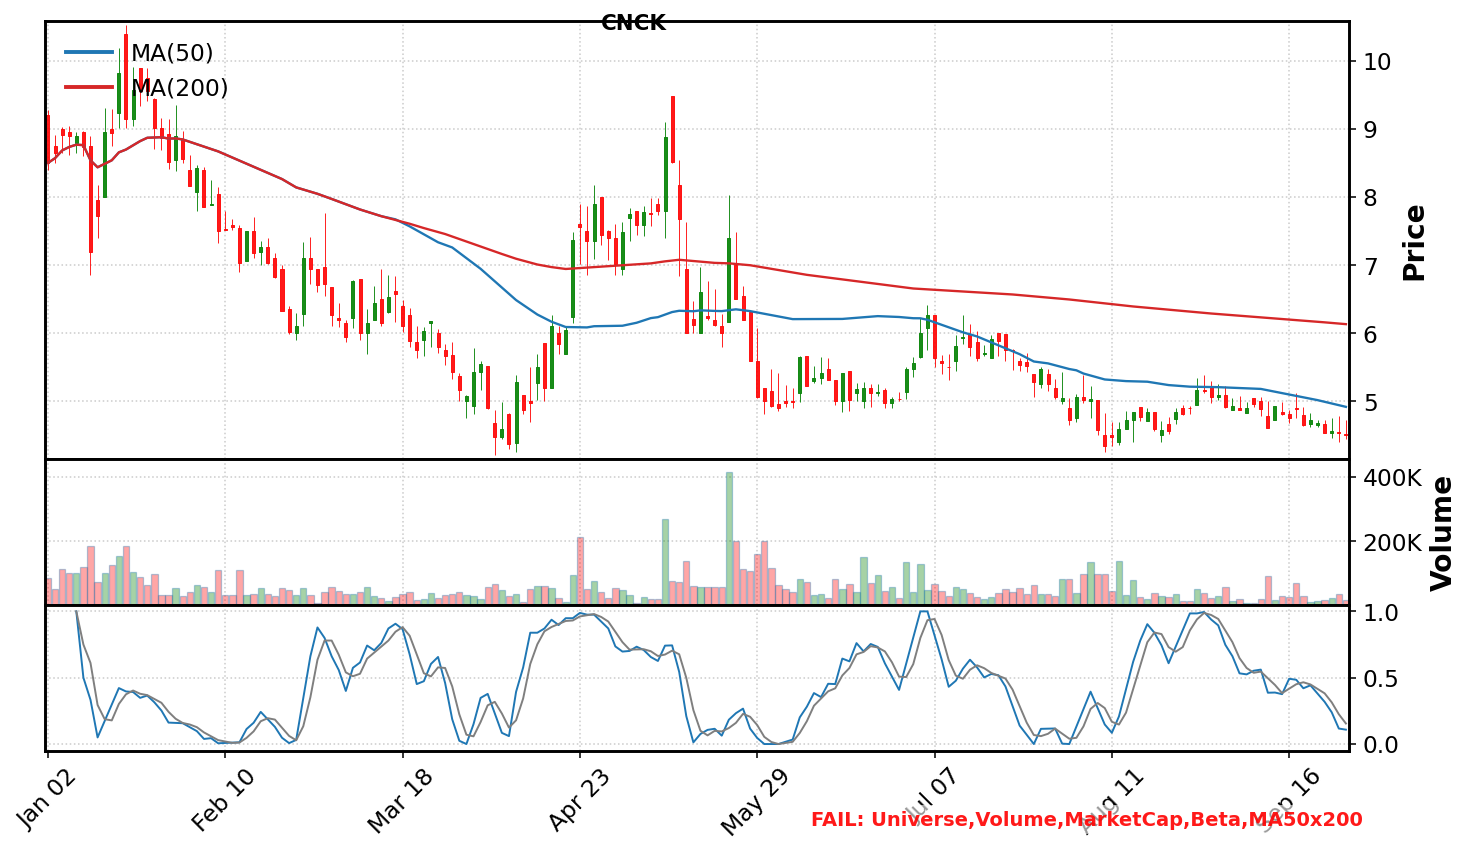 CNCK
MA(50)
MA(200)
10
9
8
7
6
5
Price
400K
200K
Volume
1.0
0.5
0.0
Jan 02
Feb 10
Mar 18
Apr 23
May 29
Jul 07
Aug 11
Sep 16
FAIL: Universe,Volume,MarketCap,Beta,MA50x200